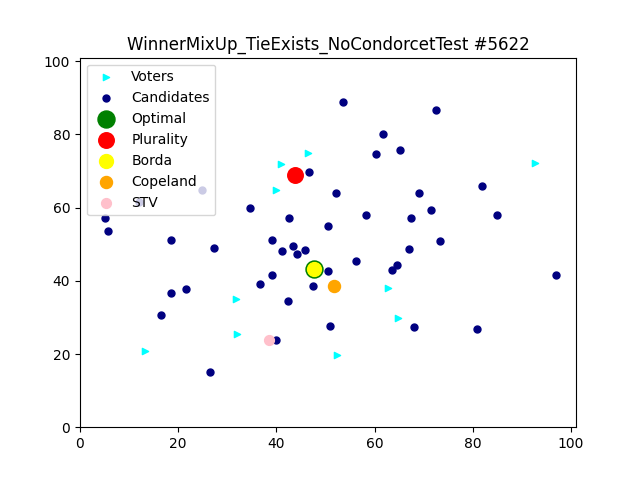 WinnerMixUp_TieExists_NoCondorcetTest #5622
100
80
60
40
20
0
Voters
Candidates
Optimal
Plurality
Borda
Copeland
STV
0 20 40 60 80 100